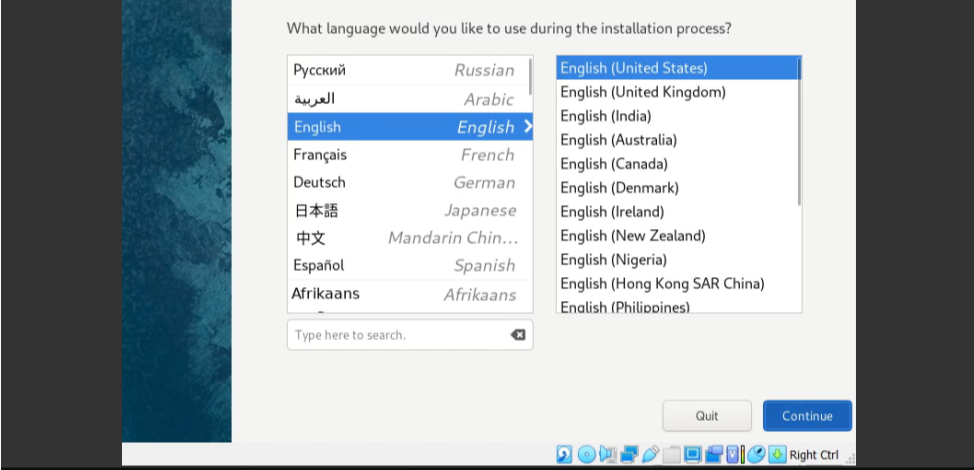 What language would you like to use during the installation process?
Русский Russian
العربية Arabic
English English
Français French
Deutsch German
日本語 Japanese
中文 Mandarin Chin...
Español Spanish
Afrikaans Afrikaans
English (United States)
English (United Kingdom)
English (India)
English (Australia)
English (Canada)
English (Denmark)
English (Ireland)
English (New Zealand)
English (Nigeria)
English (Hong Kong SAR China)
English (Philippines)
Type here to search.
Quit
Continue
Right Ctrl